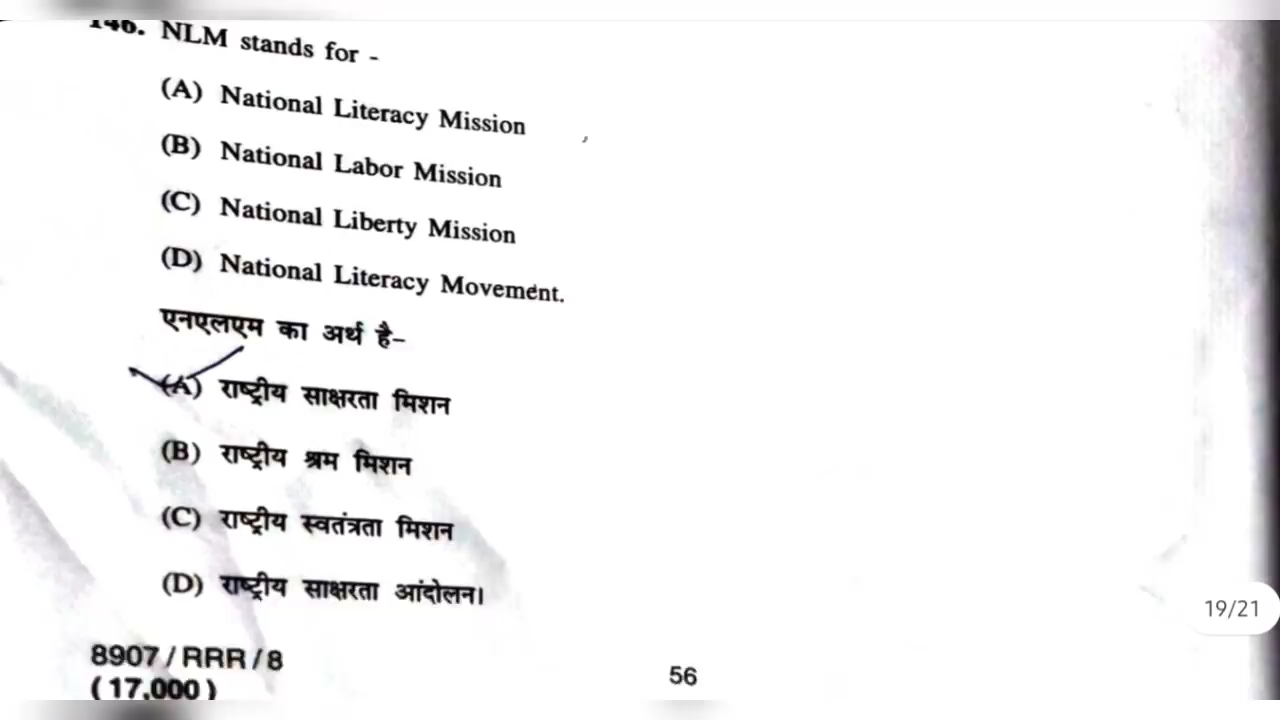 146. NLM stands for -
(A) National Literacy Mission
(B) National Labor Mission
(C) National Liberty Mission
(D) National Literacy Movement.
एनएलएम का अर्थ है–
(A) राष्ट्रीय साक्षरता मिशन
(B) राष्ट्रीय श्रम मिशन
(C) राष्ट्रीय स्वतंत्रता मिशन
(D) राष्ट्रीय साक्षरता आंदोलन।
19/21
8907/RRR/8
56
(17,000)